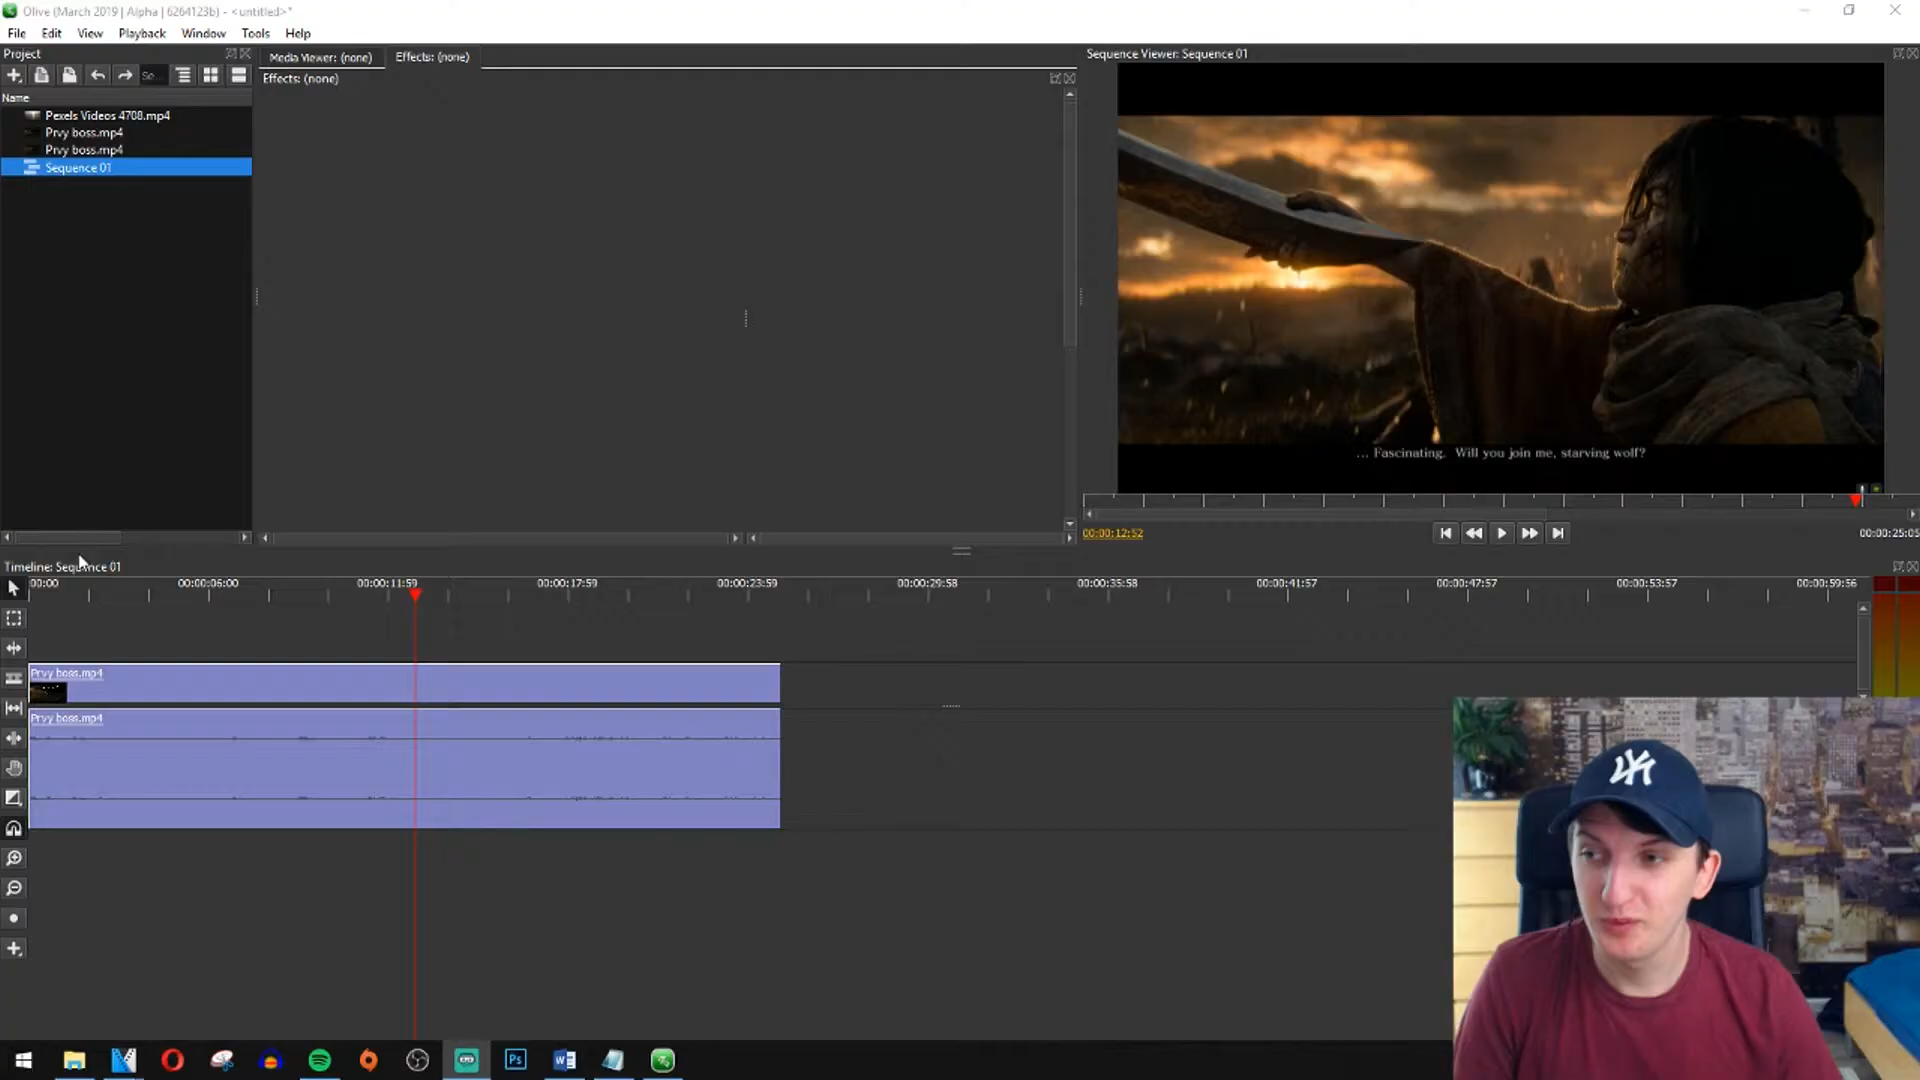 Olive (March 2019 | Alpha | 6264123b) - <untitled>*
File Edit View Playback Window Tools Help
Project
Media Viewer: (none) Effects: (none)
Sequence Viewer: Sequence 01
Effects: (none)
Se...
Name
Pexels Videos 4708.mp4
Prvy boss.mp4
Prvy boss.mp4
Sequence 01
... Fascinating. Will you join me, starving wolf?
00:00:12:52
00:00:25:05
Timeline: Sequence 01
00:00 00:00:06:00 00:00:11:59 00:00:17:59 00:00:23:59 00:00:29:58 00:00:35:58 00:00:41:57 00:00:47:57 00:00:53:57 00:00:59:56
Prvy boss.mp4
Prvy boss.mp4
NY
Ps
W